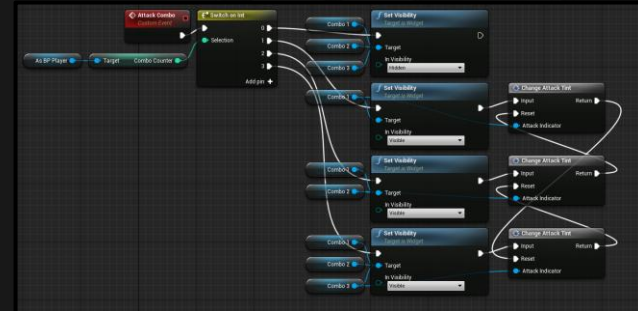 Attack Combo
Custom Event
Switch on Int
Selection
0
1
2
3
Add pin +
As BP Player
Target
Combo Counter
Combo 1
Combo 2
Combo 3
Set Visibility
Target is Widget
Target
In Visibility
Hidden
Combo 1
Set Visibility
Target is Widget
Target
In Visibility
Visible
Change Attack Tint
Input
Return
Reset
Attack Indicator
Combo 1
Combo 2
Set Visibility
Target is Widget
Target
In Visibility
Visible
Change Attack Tint
Input
Return
Reset
Attack Indicator
Combo 1
Combo 2
Combo 3
Set Visibility
Target is Widget
Target
In Visibility
Visible
Change Attack Tint
Input
Return
Reset
Attack Indicator